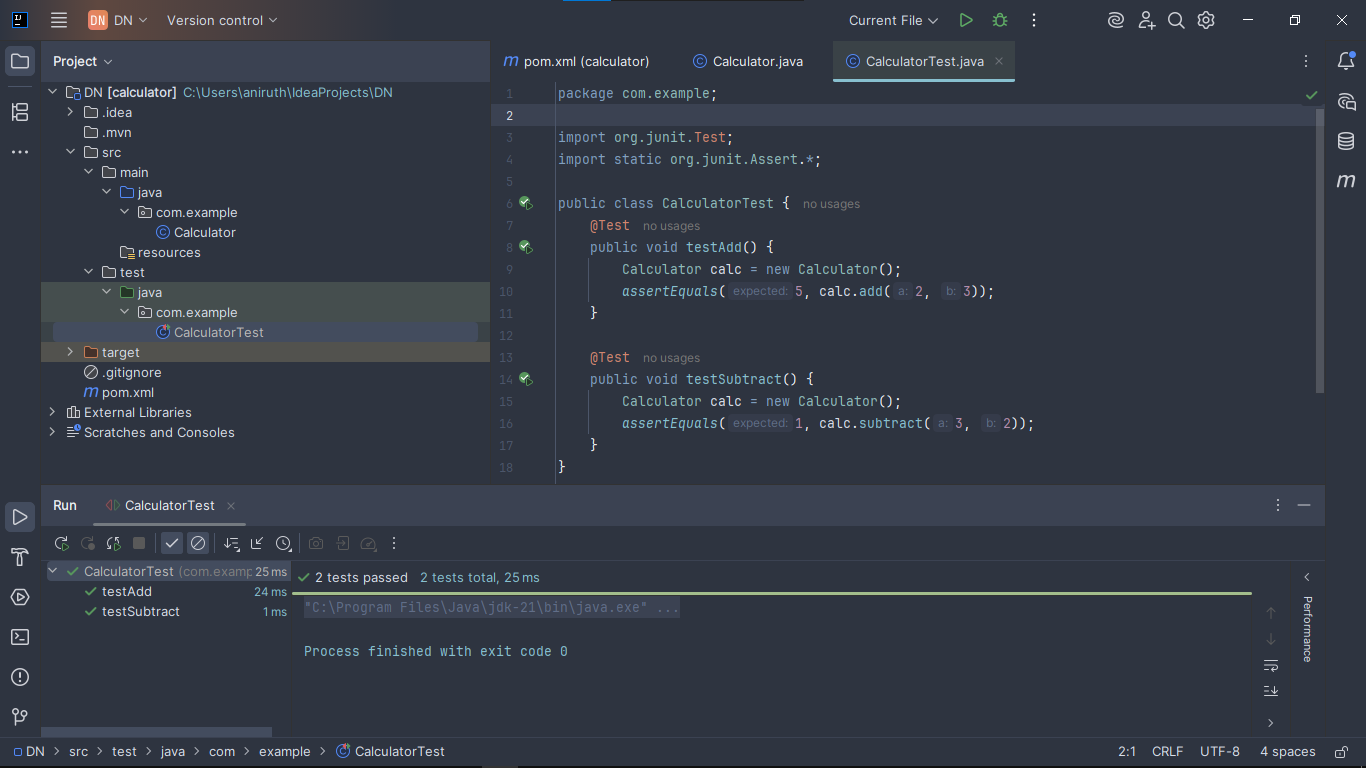 DN DN Version control Current File
Project
pom.xml (calculator) Calculator.java CalculatorTest.java
DN [calculator] C:\Users\aniruth\IdeaProjects\DN
.idea
.mvn
src
main
java
com.example
Calculator
resources
test
java
com.example
CalculatorTest
target
.gitignore
pom.xml
External Libraries
Scratches and Consoles
1 package com.example;
2
3 import org.junit.Test;
4 import static org.junit.Assert.*;
5
6 public class CalculatorTest { no usages
7 @Test no usages
8 public void testAdd() {
9 Calculator calc = new Calculator();
10 assertEquals( expected: 5, calc.add( a: 2, b: 3));
11 }
12
13 @Test no usages
14 public void testSubtract() {
15 Calculator calc = new Calculator();
16 assertEquals( expected: 1, calc.subtract( a: 3, b: 2));
17 }
18 }
Run CalculatorTest
CalculatorTest (com.examp 25 ms
testAdd 24 ms
testSubtract 1 ms
2 tests passed 2 tests total, 25 ms
"C:\Program Files\Java\jdk-21\bin\java.exe" ...
Process finished with exit code 0
Performance
DN > src > test > java > com > example > CalculatorTest 2:1 CRLF UTF-8 4 spaces